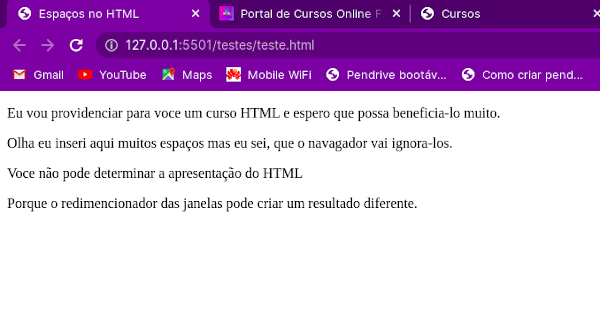 Espaços no HTML
Portal de Cursos Online F
Cursos
127.0.0.1:5501/testes/teste.html
Gmail YouTube Maps Mobile WiFi Pendrive bootáv... Como criar pend...
Eu vou providenciar para voce um curso HTML e espero que possa beneficia-lo muito.
Olha eu inseri aqui muitos espaços mas eu sei, que o navagador vai ignora-los.
Voce não pode determinar a apresentação do HTML
Porque o redimencionador das janelas pode criar um resultado diferente.